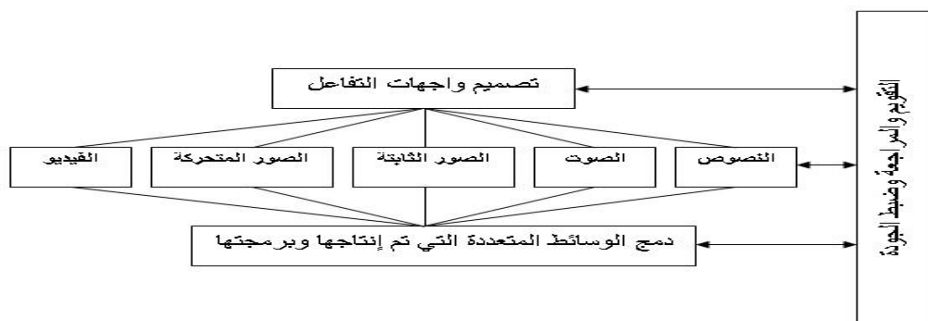 تصميم واجهات التفاعل
النصوص
الصوت
الصور الثابتة
الصور المتحركة
الفيديو
دمج الوسائط المتعددة التي تم إنتاجها وبرمجتها
التقويم والمراجعة وضبط الجودة